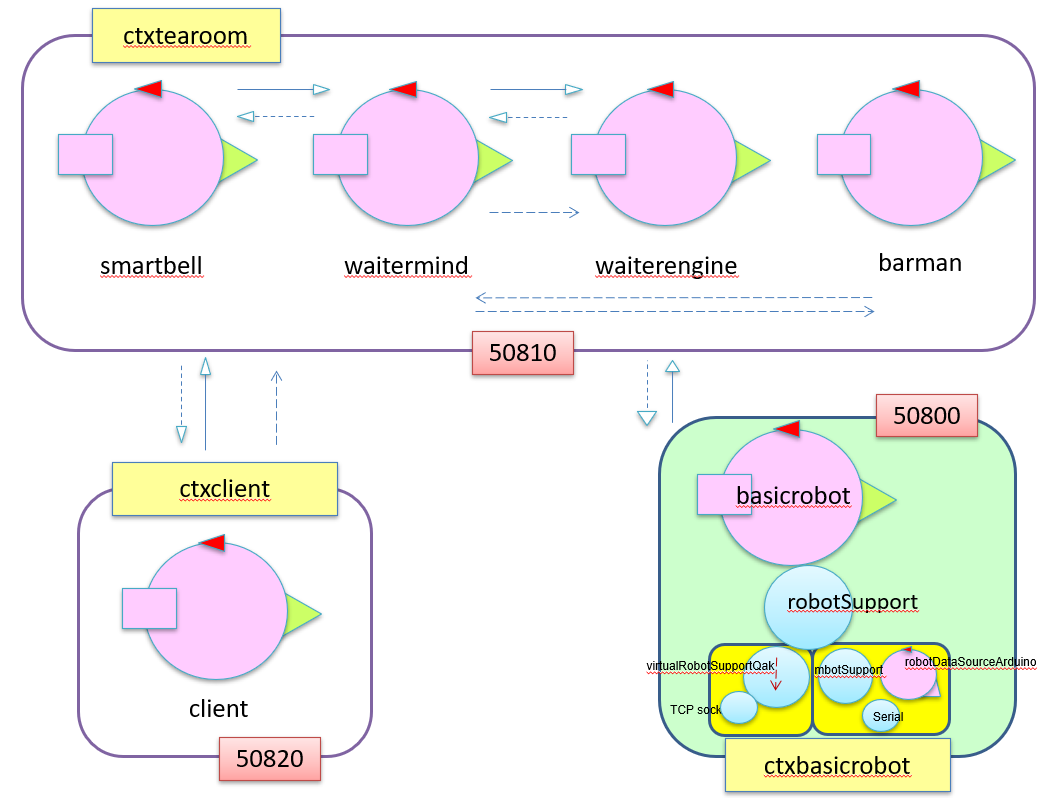 ctxtearoom
smartbell
waitermind
waiterengine
barman
50810
50800
ctxclient
basicrobot
robotSupport
virtualRobotSupportQak
mbotSupport
robotDataSourceArduino
TCP sock
Serial
client
50820
ctxbasicrobot